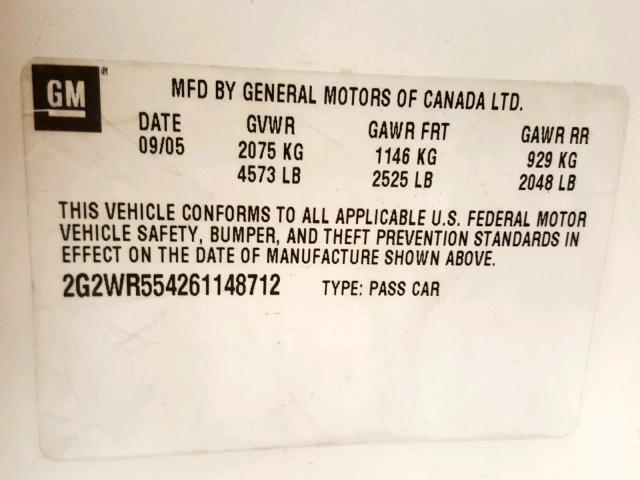 GM ®
MFD BY GENERAL MOTORS OF CANADA LTD.
DATE GVWR GAWR FRT GAWR RR
09/05 2075 KG 1146 KG 929 KG
4573 LB 2525 LB 2048 LB
THIS VEHICLE CONFORMS TO ALL APPLICABLE U.S. FEDERAL MOTOR
VEHICLE SAFETY, BUMPER, AND THEFT PREVENTION STANDARDS IN
EFFECT ON THE DATE OF MANUFACTURE SHOWN ABOVE.
2G2WR554261148712 TYPE: PASS CAR